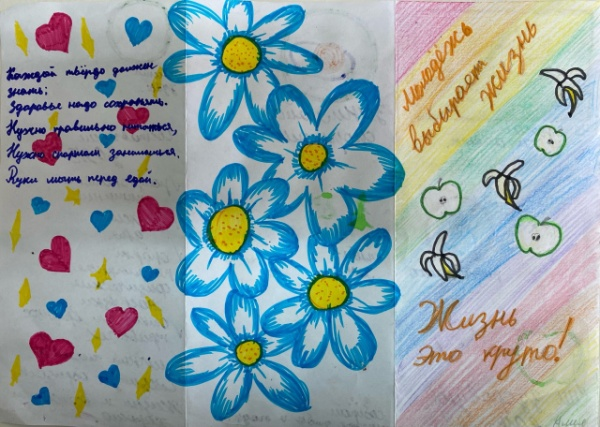 Каждый твёрдо должен
знать:
Здоровье надо сохранять.
Нужно правильно питаться,
Нужно спортом заниматься.
Руки мыть перед едой.
Молодёжь
выбирает
жизнь
Жизнь
это круто!